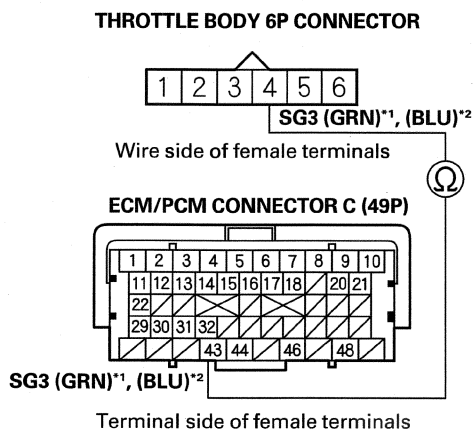 THROTTLE BODY 6P CONNECTOR
1 2 3 4 5 6
SG3 (GRN)*1, (BLU)*2
Wire side of female terminals
Ω
ECM/PCM CONNECTOR C (49P)
1 2 3 4 5 6 7 8 9 10
11 12 13 14 15 16 17 18 20 21
22
29 30 31 32
43 44 46 48
SG3 (GRN)*1, (BLU)*2
Terminal side of female terminals